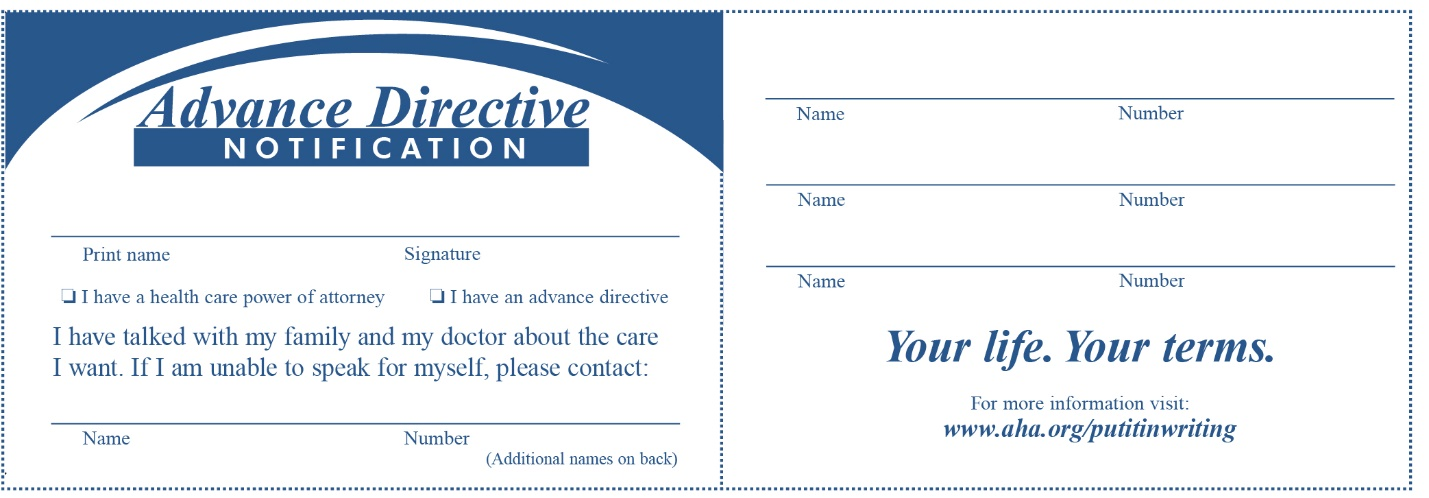 Advance Directive
NOTIFICATION
Print name Signature
❏ I have a health care power of attorney ❏ I have an advance directive
I have talked with my family and my doctor about the care
I want. If I am unable to speak for myself, please contact:
Name Number
(Additional names on back)
Name Number
Name Number
Name Number
Your life. Your terms.
For more information visit:
www.aha.org/putitinwriting